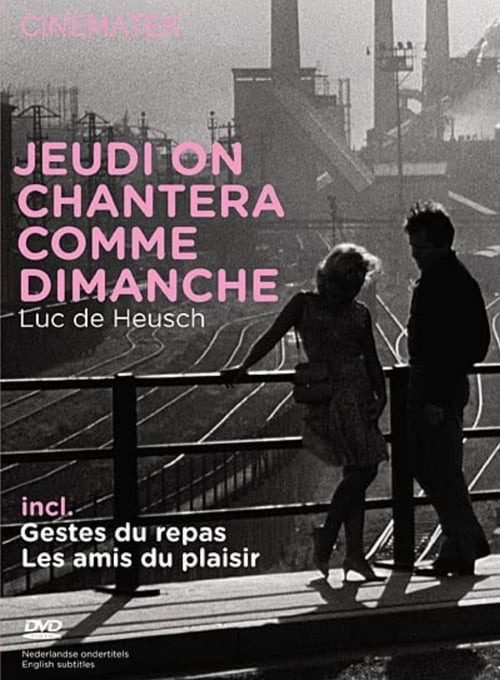 CINEMATEK
JEUDI ON
CHANTERA
COMME
DIMANCHE
Luc de Heusch
incl.
Gestes du repas
Les amis du plaisir
DVD
Nederlandse ondertitels
English subtitles